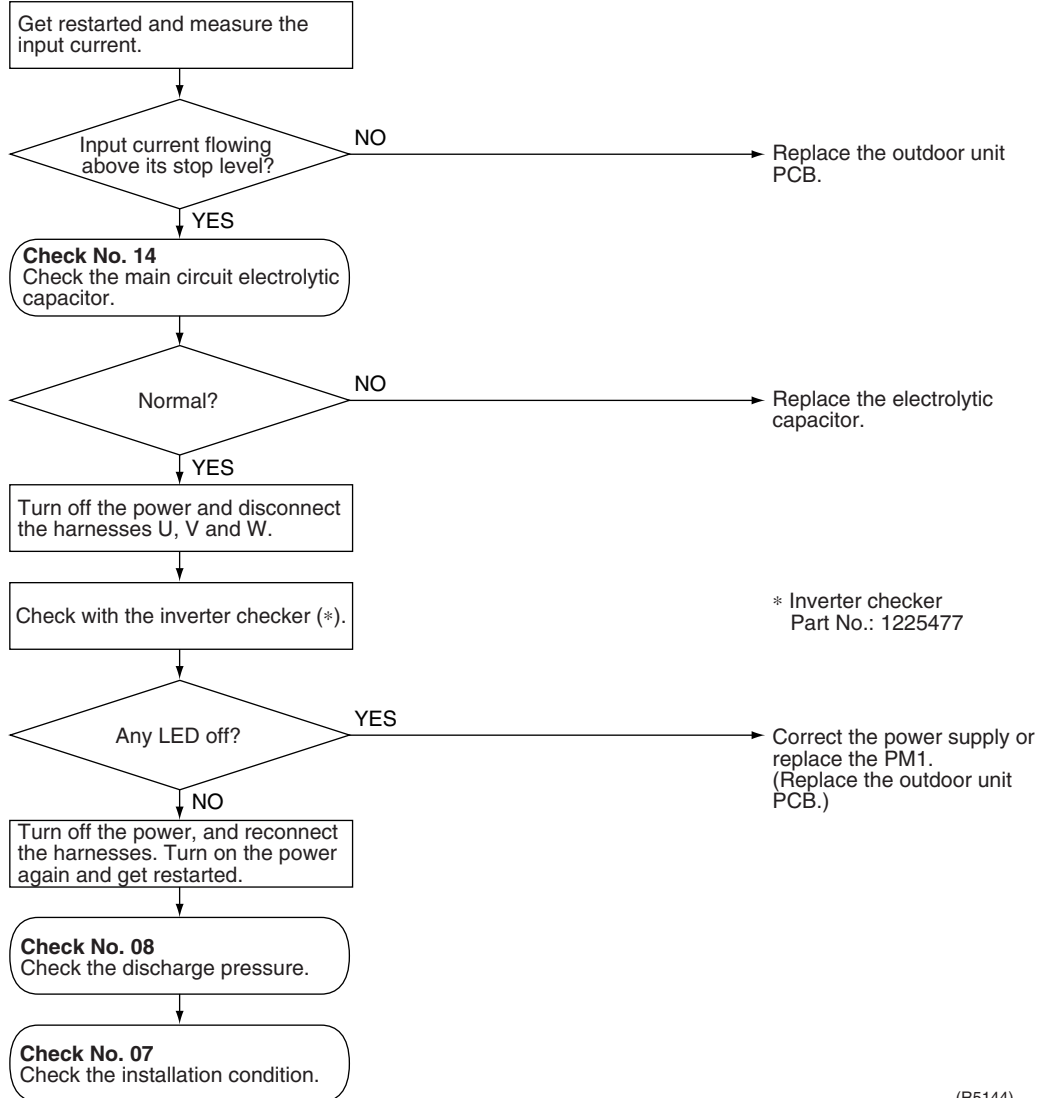 Get restarted and measure the
input current.
Input current flowing
above its stop level?
NO
Replace the outdoor unit
PCB.
YES
Check No. 14
Check the main circuit electrolytic
capacitor.
Normal?
NO
Replace the electrolytic
capacitor.
YES
Turn off the power and disconnect
the harnesses U, V and W.
Check with the inverter checker (*).
* Inverter checker
Part No.: 1225477
Any LED off?
YES
Correct the power supply or
replace the PM1.
(Replace the outdoor unit
PCB.)
NO
Turn off the power, and reconnect
the harnesses. Turn on the power
again and get restarted.
Check No. 08
Check the discharge pressure.
Check No. 07
Check the installation condition.
(R5144)